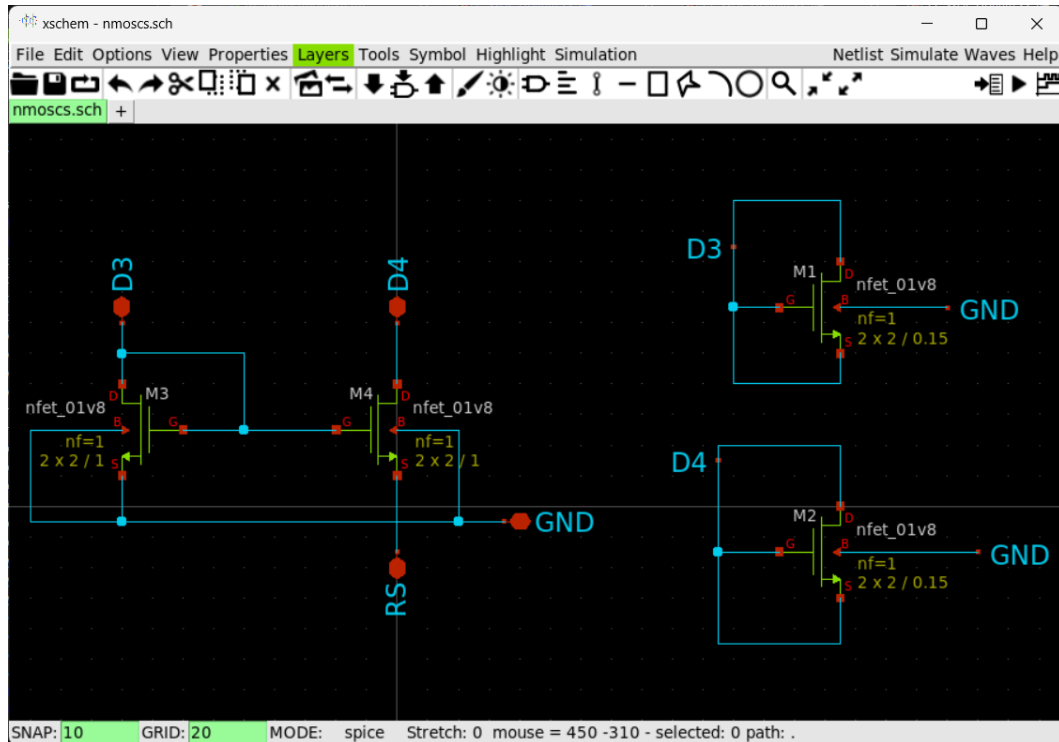 xschem - nmoscs.sch
File Edit Options View Properties Layers Tools Symbol Highlight Simulation Netlist Simulate Waves Help
nmoscs.sch +
D3
D4
D3
M1
D
nfet_01v8
G
B
GND
nf=1
S
2 x 2 / 0.15
D
M3
M4
D
nfet_01v8
nfet_01v8
B
G
G
B
nf=1
nf=1
S
2 x 2 / 1
S
2 x 2 / 1
GND
RS
D4
M2
D
nfet_01v8
G
B
GND
nf=1
S
2 x 2 / 0.15
SNAP: 10 GRID: 20 MODE: spice Stretch: 0 mouse = 450 -310 - selected: 0 path: .